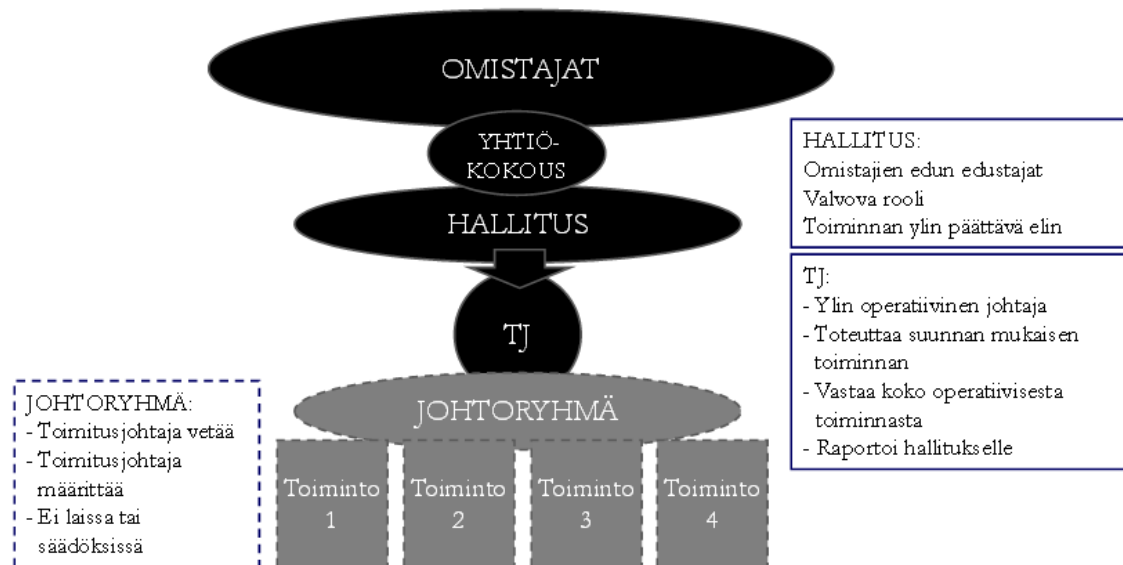 OMISTAJAT
YHTIÖ-
KOKOUS
HALLITUS
TJ
JOHTORYHMÄ
Toiminto
1
Toiminto
2
Toiminto
3
Toiminto
4
HALLITUS:
Omistajien edun edustajat
Valvova rooli
Toiminnan ylin päättävä elin
TJ:
- Ylin operatiivinen johtaja
- Toteuttaa suunnan mukaisen
toiminnan
- Vastaa koko operatiivisesta
toiminnasta
- Raportoi hallitukselle
JOHTORYHMÄ:
- Toimitusjohtaja vetää
- Toimitusjohtaja
määrittää
- Ei laissa tai
säädöksissä